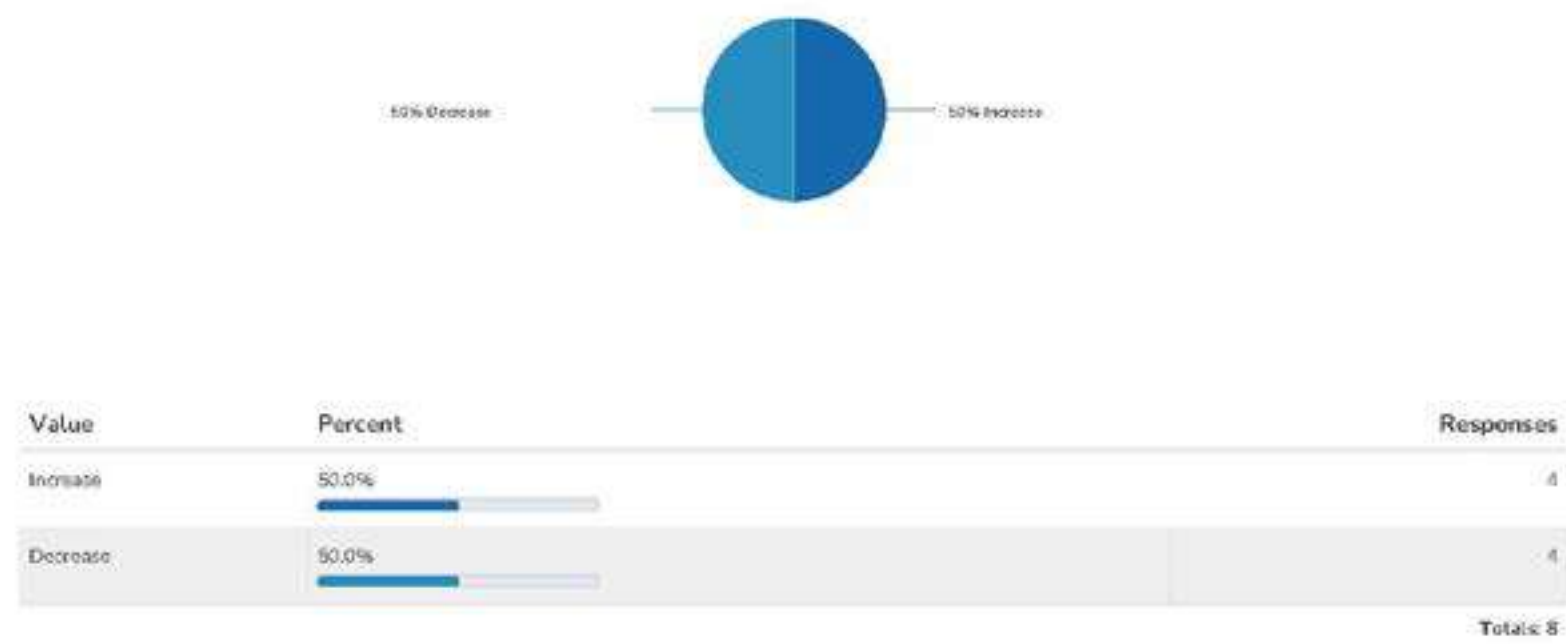 50% Decrease
50% Increase
Value Percent Responses
Increase 50.0% 4
Decrease 50.0% 4
Totals: 8